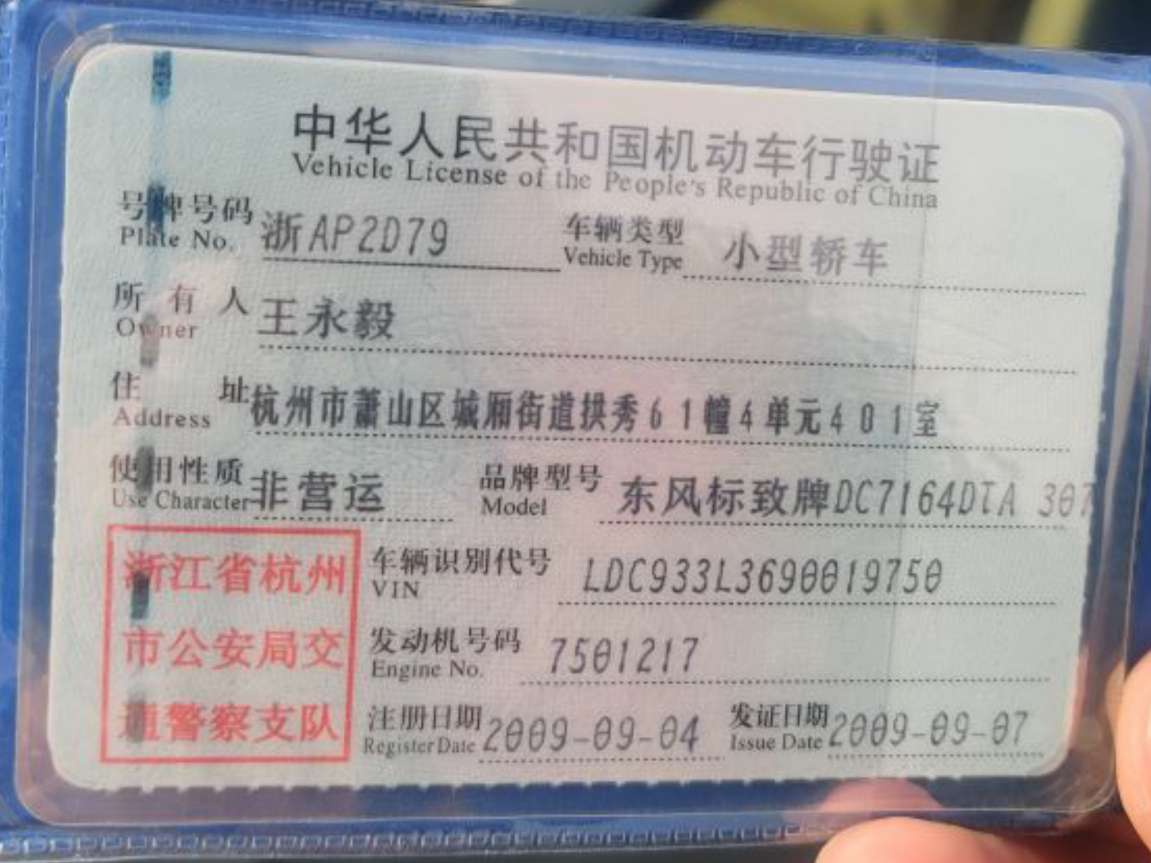 中华人民共和国机动车行驶证
Vehicle License of the People's Republic of China
号牌号码 浙AP2D79 车辆类型 小型轿车
Plate No. Vehicle Type
所有人 王永毅
Owner
住址 杭州市萧山区城厢街道拱秀61幢4单元401室
Address
使用性质 非营运 品牌型号 东风标致牌DC7164DTA 307
Use Character Model
浙江省杭州
市公安局交
通警察支队
车辆识别代号 LDC933L3690019750
VIN
发动机号码 7501217
Engine No.
注册日期 2009-09-04 发证日期 2009-09-07
Register Date Issue Date